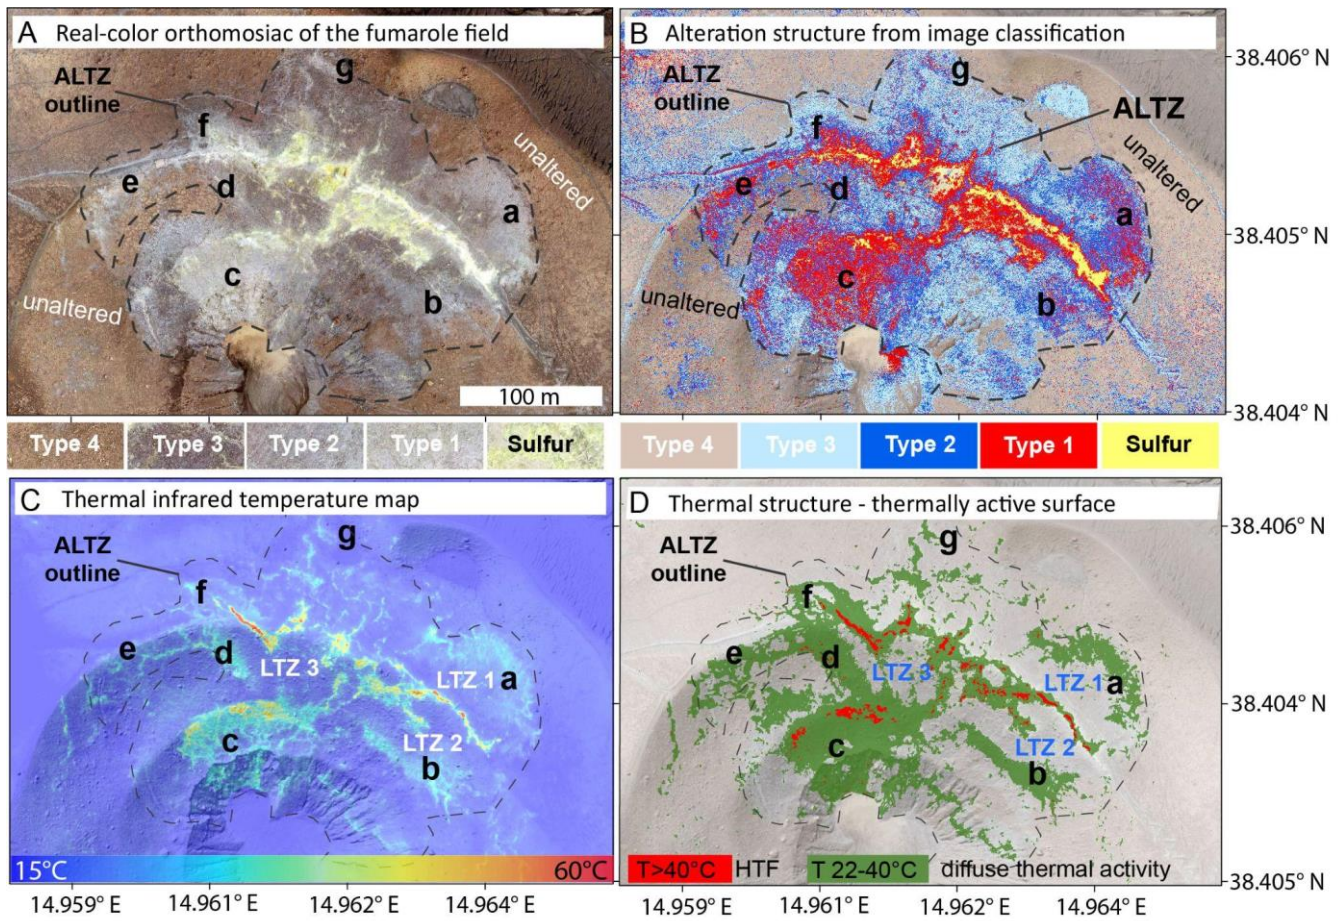 A Real-color orthomosiac of the fumarole field
ALTZ
outline
g
f
e
d
a
c
b
unaltered
unaltered
100 m
Type 4 Type 3 Type 2 Type 1 Sulfur
B Alteration structure from image classification
ALTZ
outline
g
ALTZ
f
e
d
a
c
b
unaltered
unaltered
38.406° N
38.405° N
38.404° N
Type 4 Type 3 Type 2 Type 1 Sulfur
C Thermal infrared temperature map
ALTZ
outline
g
f
e
d
LTZ 3
LTZ 1 a
LTZ 2
c
b
15°C 60°C
14.959° E 14.961° E 14.962° E 14.964° E
D Thermal structure - thermally active surface
ALTZ
outline
g
f
e
d
LTZ 3
LTZ 1 a
LTZ 2
c
b
T>40°C HTF T 22-40°C diffuse thermal activity
38.406° N
38.404° N
38.405° N
14.959° E 14.961° E 14.962° E 14.964° E